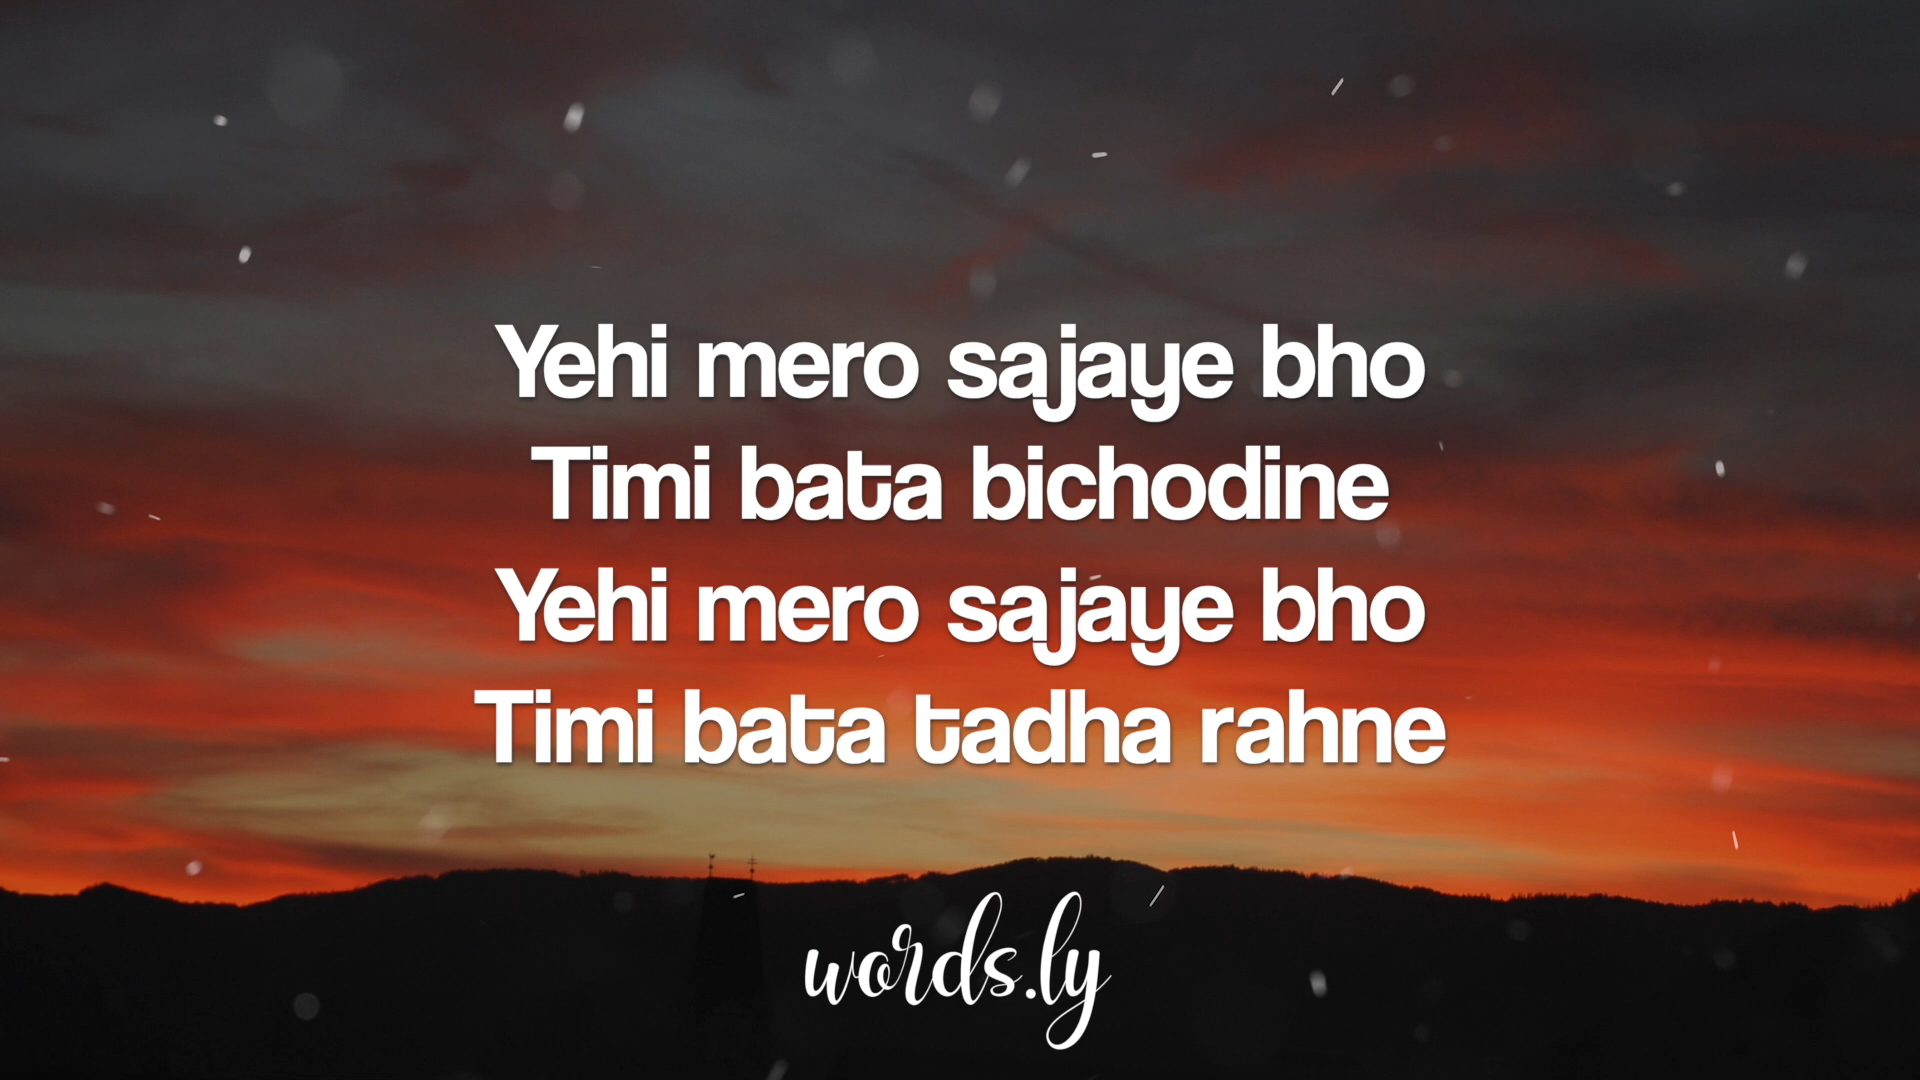 Yehi mero sajaye bho
Timi bata bichodine
Yehi mero sajaye bho
Timi bata tadha rahne
words.ly